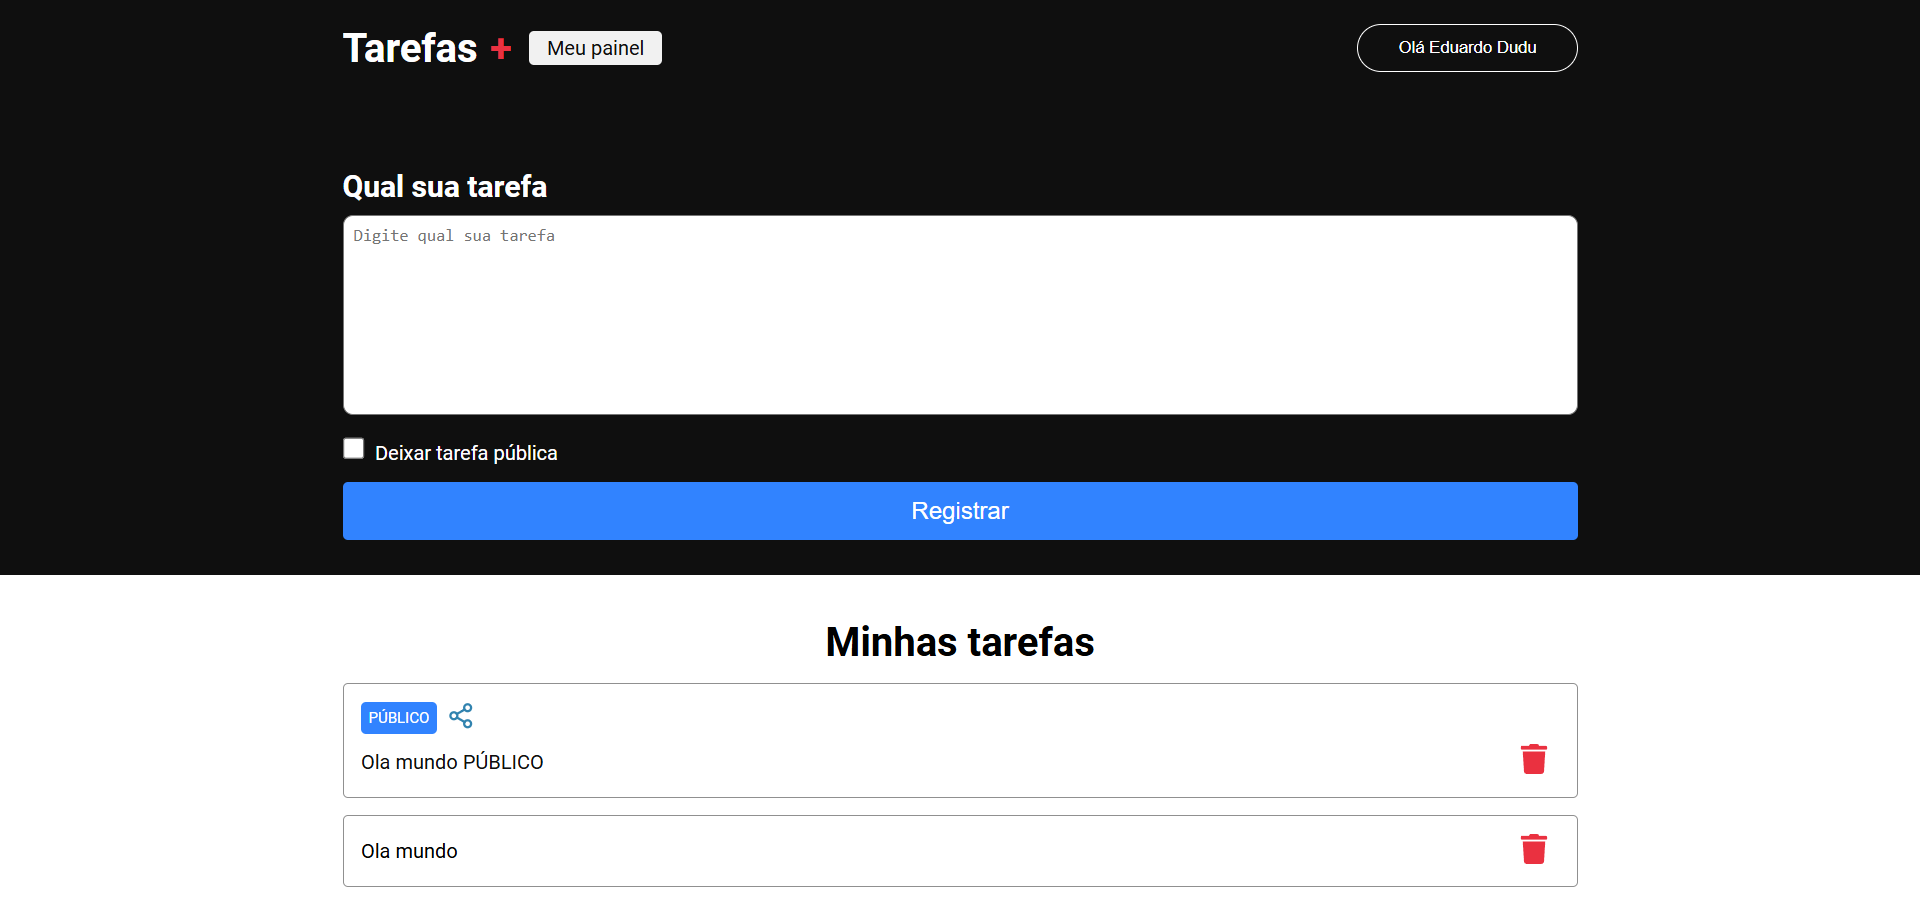 Tarefas + Meu painel
Olá Eduardo Dudu
Qual sua tarefa
Digite qual sua tarefa
Deixar tarefa pública
Registrar
Minhas tarefas
PÚBLICO
Ola mundo PÚBLICO
Ola mundo